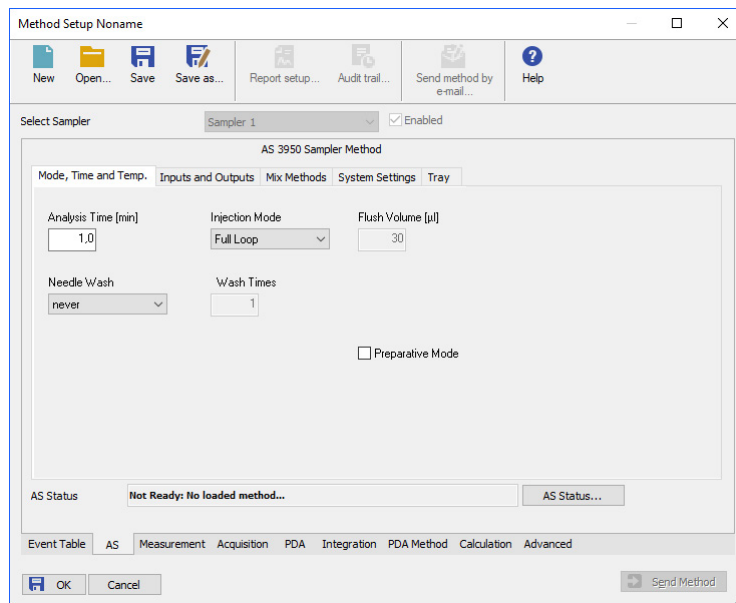 Method Setup Noname
New Open... Save Save as... Report setup... Audit trail... Send method by
e-mail... Help
Select Sampler Sampler 1 Enabled
AS 3950 Sampler Method
Mode, Time and Temp. Inputs and Outputs Mix Methods System Settings Tray
Analysis Time [min] Injection Mode Flush Volume [µl]
1,0 Full Loop 30
Needle Wash Wash Times
never 1
Preparative Mode
AS Status Not Ready: No loaded method... AS Status...
Event Table AS Measurement Acquisition PDA Integration PDA Method Calculation Advanced
OK Cancel Send Method